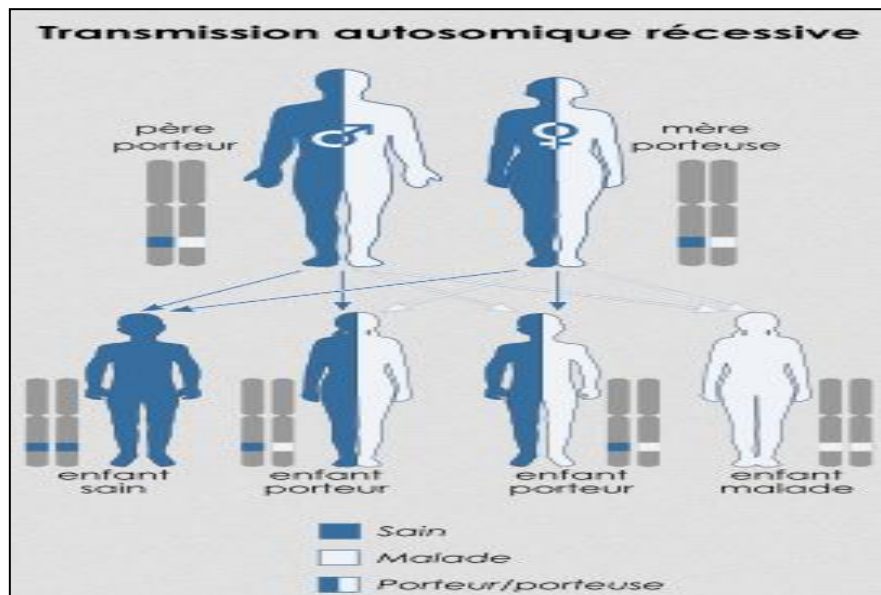 Transmission autosomique récessive
père
porteur
mère
porteuse
enfant
sain
enfant
porteur
enfant
porteur
enfant
malade
Sain
Malade
Porteur/porteuse